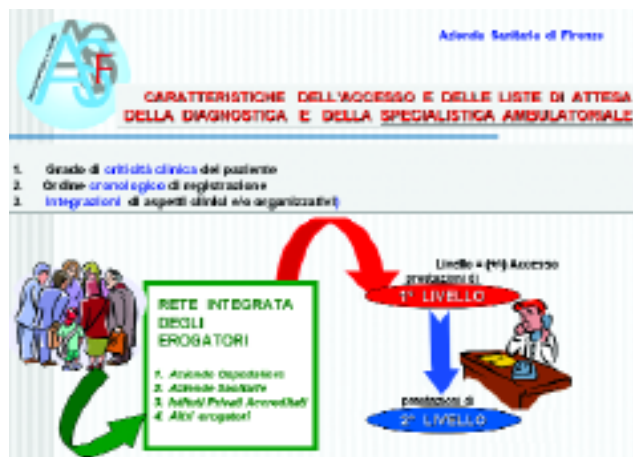 Azienda Sanitaria di Firenze
CARATTERISTICHE DELL'ACCESSO E DELLE LISTE DI ATTESA
DELLA DIAGNOSTICA E DELLA SPECIALISTICA AMBULATORIALE
1. Grado di criticità clinica del paziente
2. Ordine cronologico di registrazione
3. Integrazioni di aspetti clinici e/o organizzativi)
Livello = Accesso
prestazioni di
1° LIVELLO
RETE INTEGRATA
DEGLI
EROGATORI
1. Aziende Ospedaliere
2. Aziende Sanitarie
3. Istituti Privati Accreditati
4. Altri erogatori
prestazioni di
2° LIVELLO